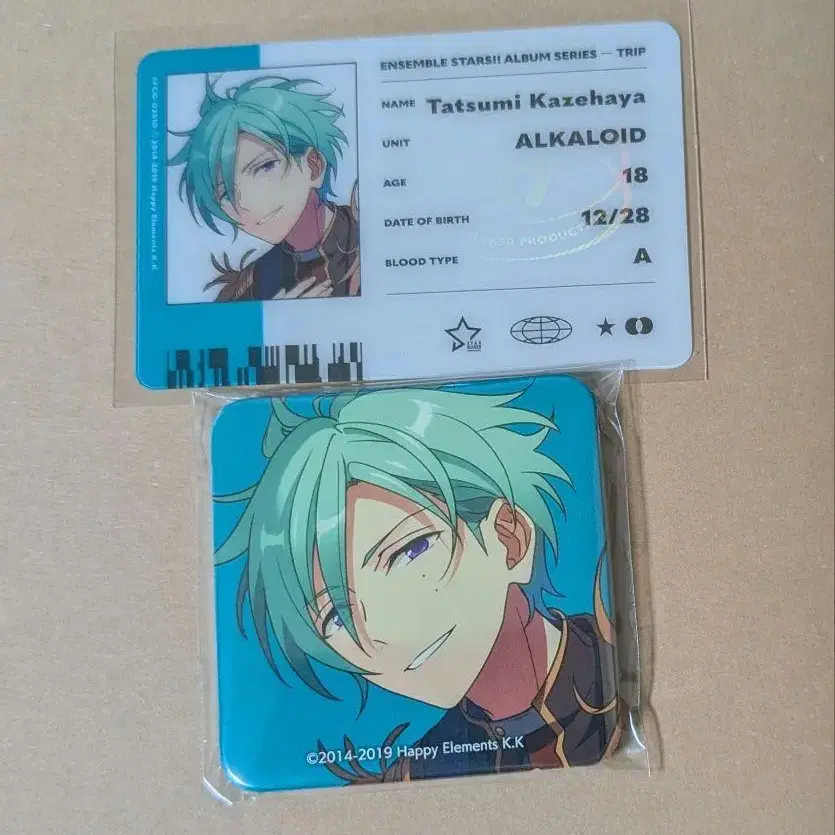 ENSEMBLE STARS!! ALBUM SERIES — TRIP
NAME Tatsumi Kazehaya
UNIT ALKALOID
AGE 18
DATE OF BIRTH 12/28
BLOOD TYPE A
©2014-2019 Happy Elements K.K